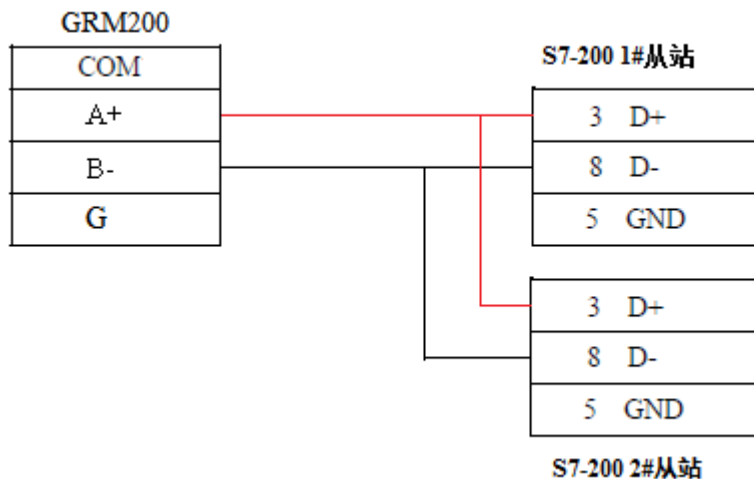 GRM200
COM
A+
B-
G
S7-200 1#从站
3 D+
8 D-
5 GND
3 D+
8 D-
5 GND
S7-200 2#从站